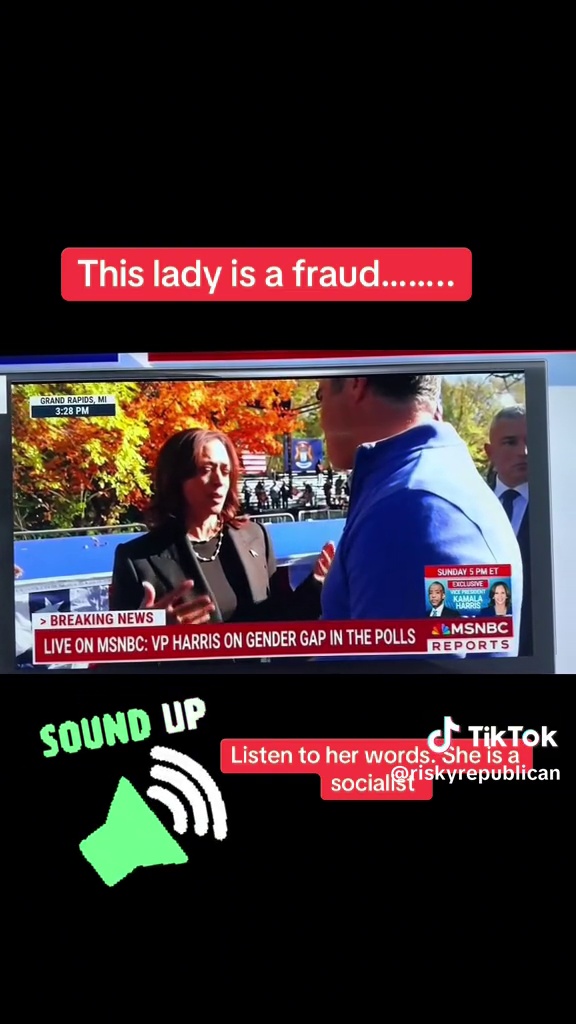 This lady is a fraud........
GRAND RAPIDS, MI
3:28 PM
SUNDAY 5 PM ET
EXCLUSIVE
VICE PRESIDENT
KAMALA
HARRIS
> BREAKING NEWS
LIVE ON MSNBC: VP HARRIS ON GENDER GAP IN THE POLLS
MSNBC
REPORTS
SOUND UP
Listen to her words. She is a
socialist
TikTok
@riskyrepublican